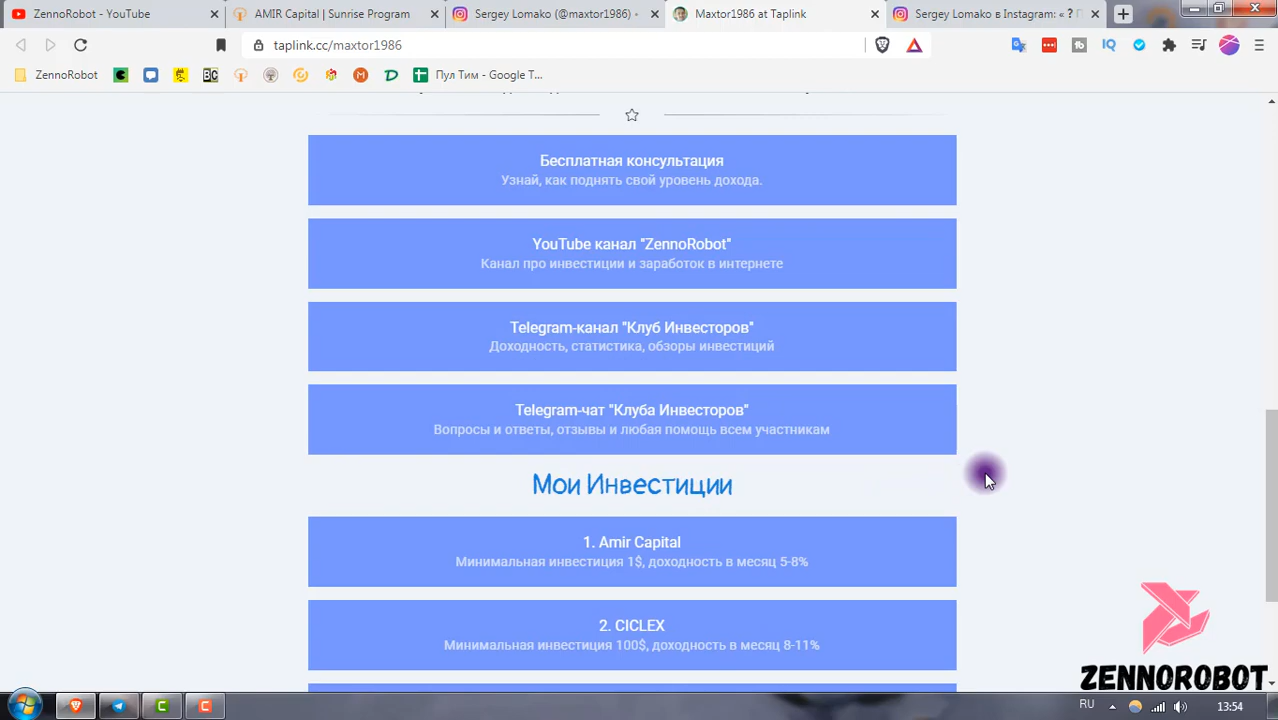 ZennoRobot - YouTube
AMIR Capital | Sunrise Program
Sergey Lomako (@maxtor1986) •
Maxtor1986 at Taplink
Sergey Lomako в Instagram: « ? П
taplink.cc/maxtor1986
ZennoRobot
BC
Пул Тим - Google T...
Бесплатная консультация
Узнай, как поднять свой уровень дохода.
YouTube канал "ZennoRobot"
Канал про инвестиции и заработок в интернете
Telegram-канал "Клуб Инвесторов"
Доходность, статистика, обзоры инвестиций
Telegram-чат "Клуба Инвесторов"
Вопросы и ответы, отзывы и любая помощь всем участникам
Мои Инвестиции
1. Amir Capital
Минимальная инвестиция 1$, доходность в месяц 5-8%
2. CICLEX
Минимальная инвестиция 100$, доходность в месяц 8-11%
ZENNOROBOT
RU
13:54